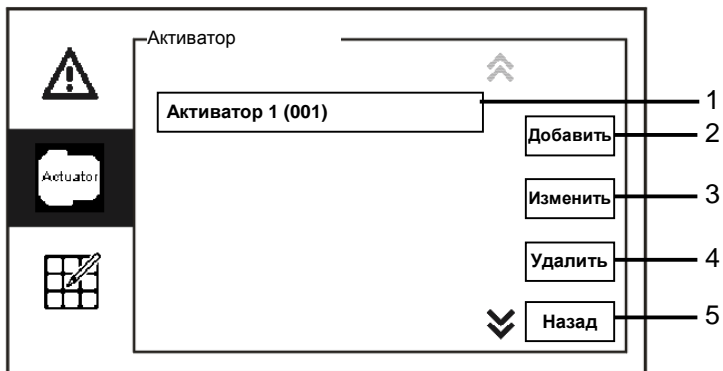 Активатор
Активатор 1 (001)
1
Добавить
2
Actuator
Изменить
3
Удалить
4
Назад
5